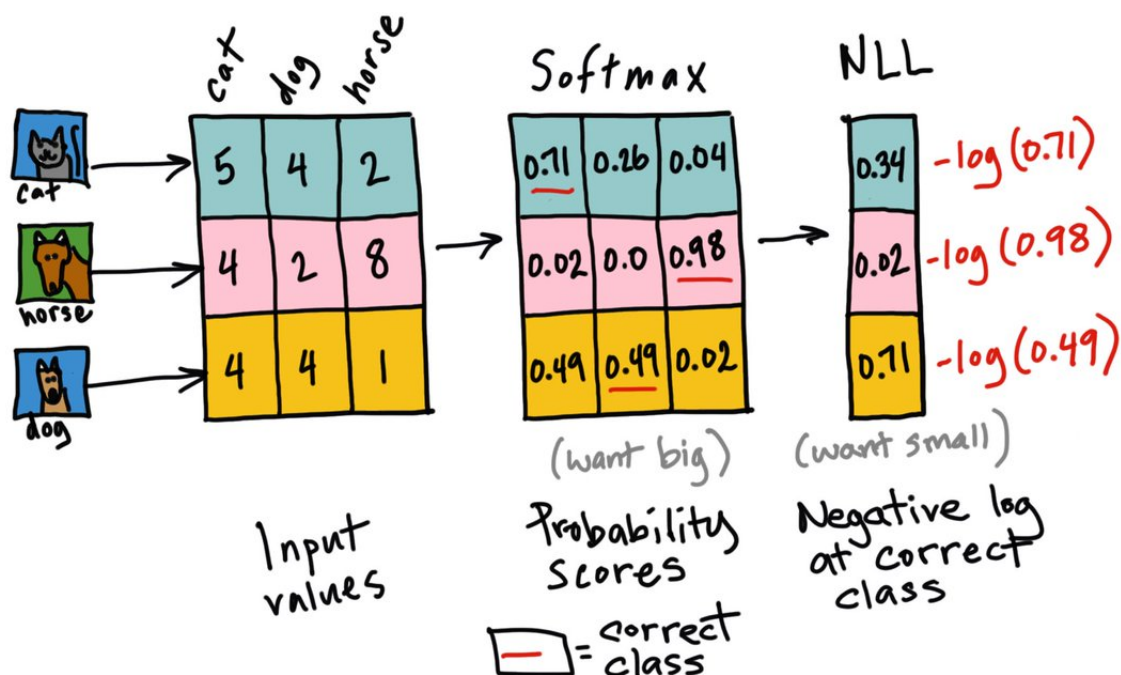 cat dog horse
Softmax
NLL
cat
5 4 2
0.71 0.26 0.04
0.34
-log(0.71)
horse
4 2 8
0.02 0.0 0.98
0.02
-log(0.98)
dog
4 4 1
0.49 0.49 0.02
0.71
-log(0.49)
(want big)
(want small)
Input
values
Probability
scores
Negative log
at correct
class
= correct
class